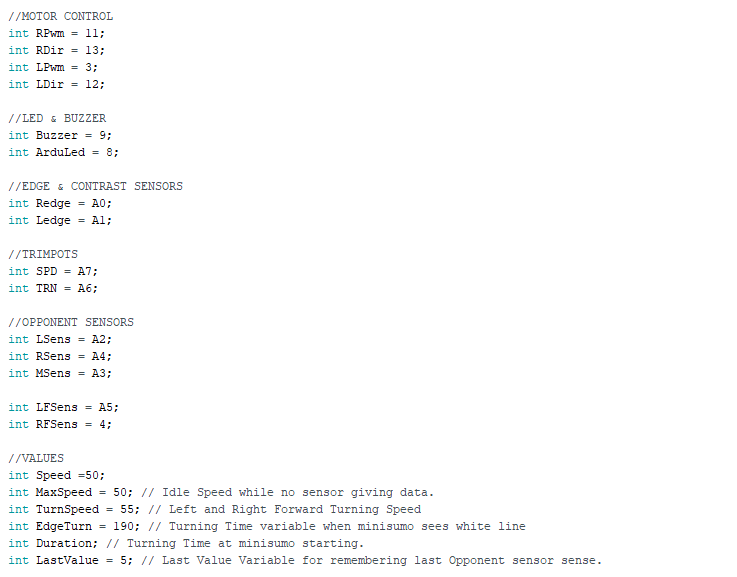 //MOTOR CONTROL
int RPwm = 11;
int RDir = 13;
int LPwm = 3;
int LDir = 12;
//LED & BUZZER
int Buzzer = 9;
int ArduLed = 8;
//EDGE & CONTRAST SENSORS
int Redge = A0;
int Ledge = A1;
//TRIMPOTS
int SPD = A7;
int TRN = A6;
//OPPONENT SENSORS
int LSens = A2;
int RSens = A4;
int MSens = A3;
int LFSens = A5;
int RFSens = 4;
//VALUES
int Speed =50;
int MaxSpeed = 50; // Idle Speed while no sensor giving data.
int TurnSpeed = 55; // Left and Right Forward Turning Speed
int EdgeTurn = 190; // Turning Time variable when minisumo sees white line
int Duration; // Turning Time at minisumo starting.
int LastValue = 5; // Last Value Variable for remembering last Opponent sensor sense.